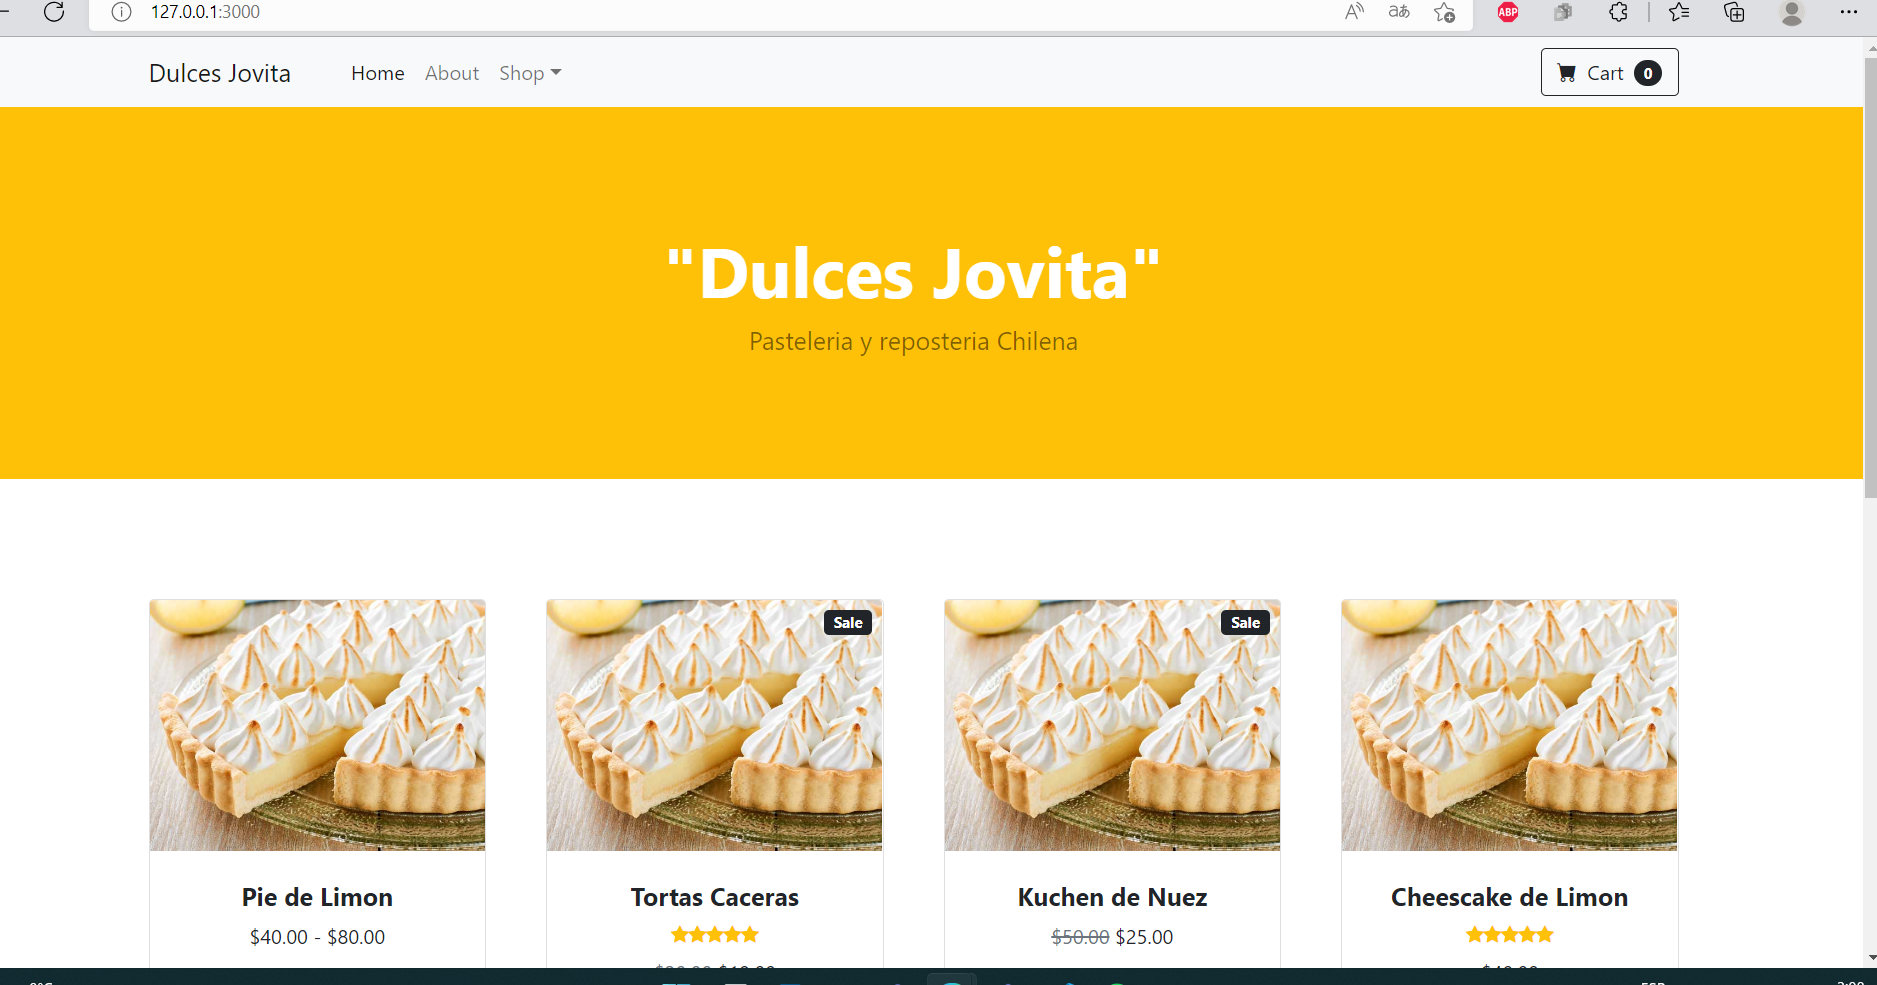 127.0.0.1:3000
ABP
Dulces Jovita
Home About Shop
Cart 0
"Dulces Jovita"
Pasteleria y reposteria Chilena
Sale
Sale
Pie de Limon
$40.00 - $80.00
Tortas Caceras
Kuchen de Nuez
$50.00 $25.00
Cheescake de Limon